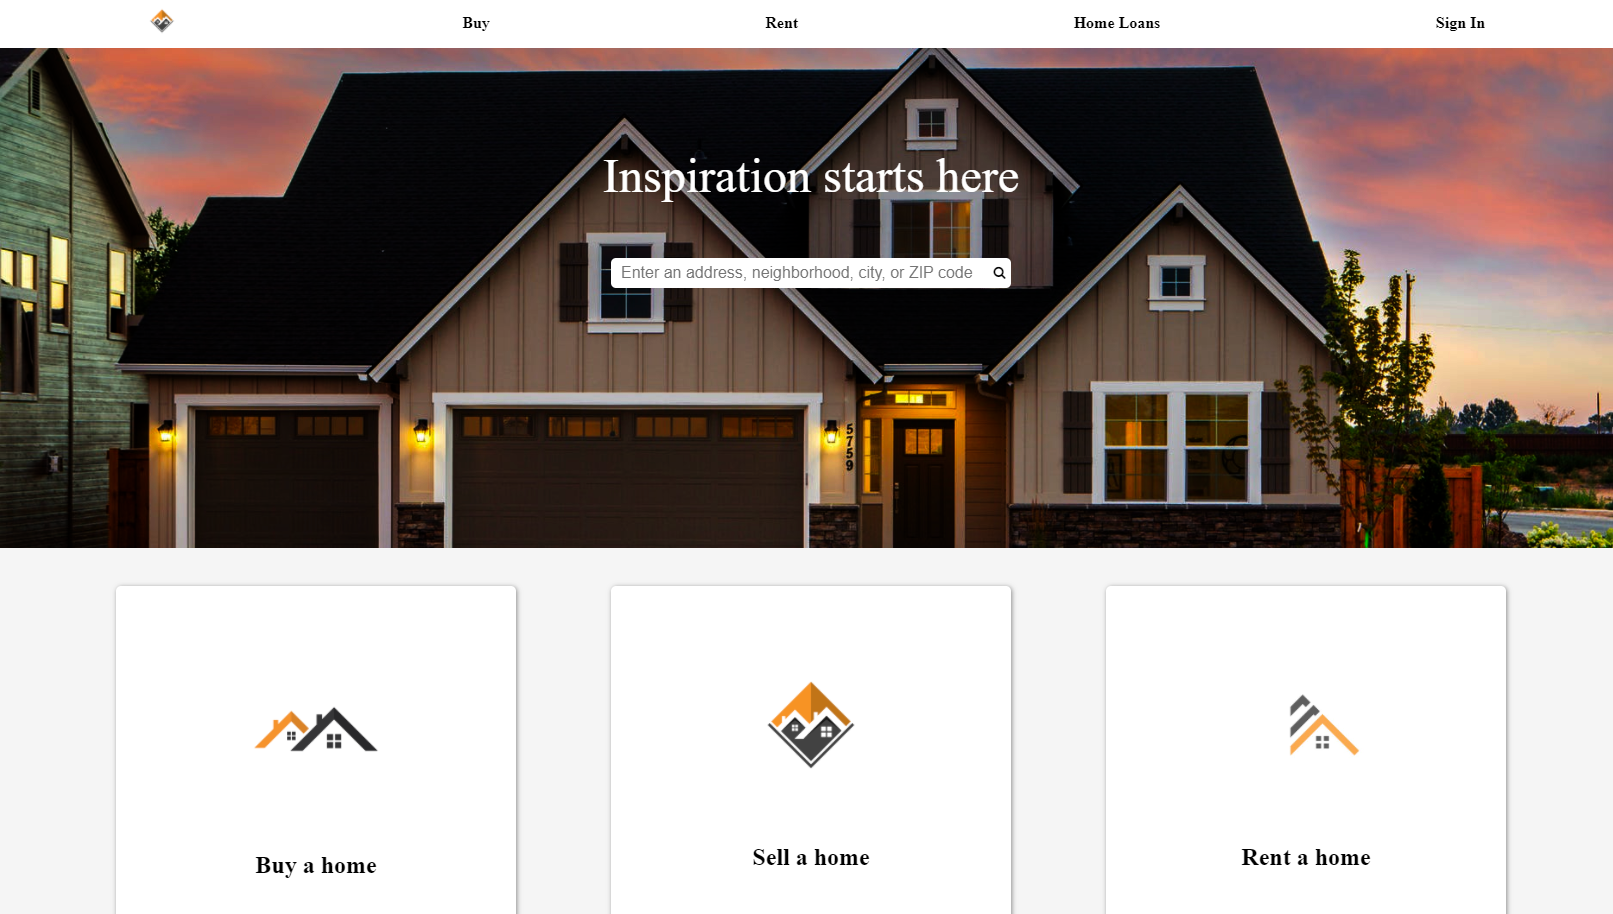 Buy
Rent
Home Loans
Sign In
Inspiration starts here
Enter an address, neighborhood, city, or ZIP code
5759
Buy a home
Sell a home
Rent a home